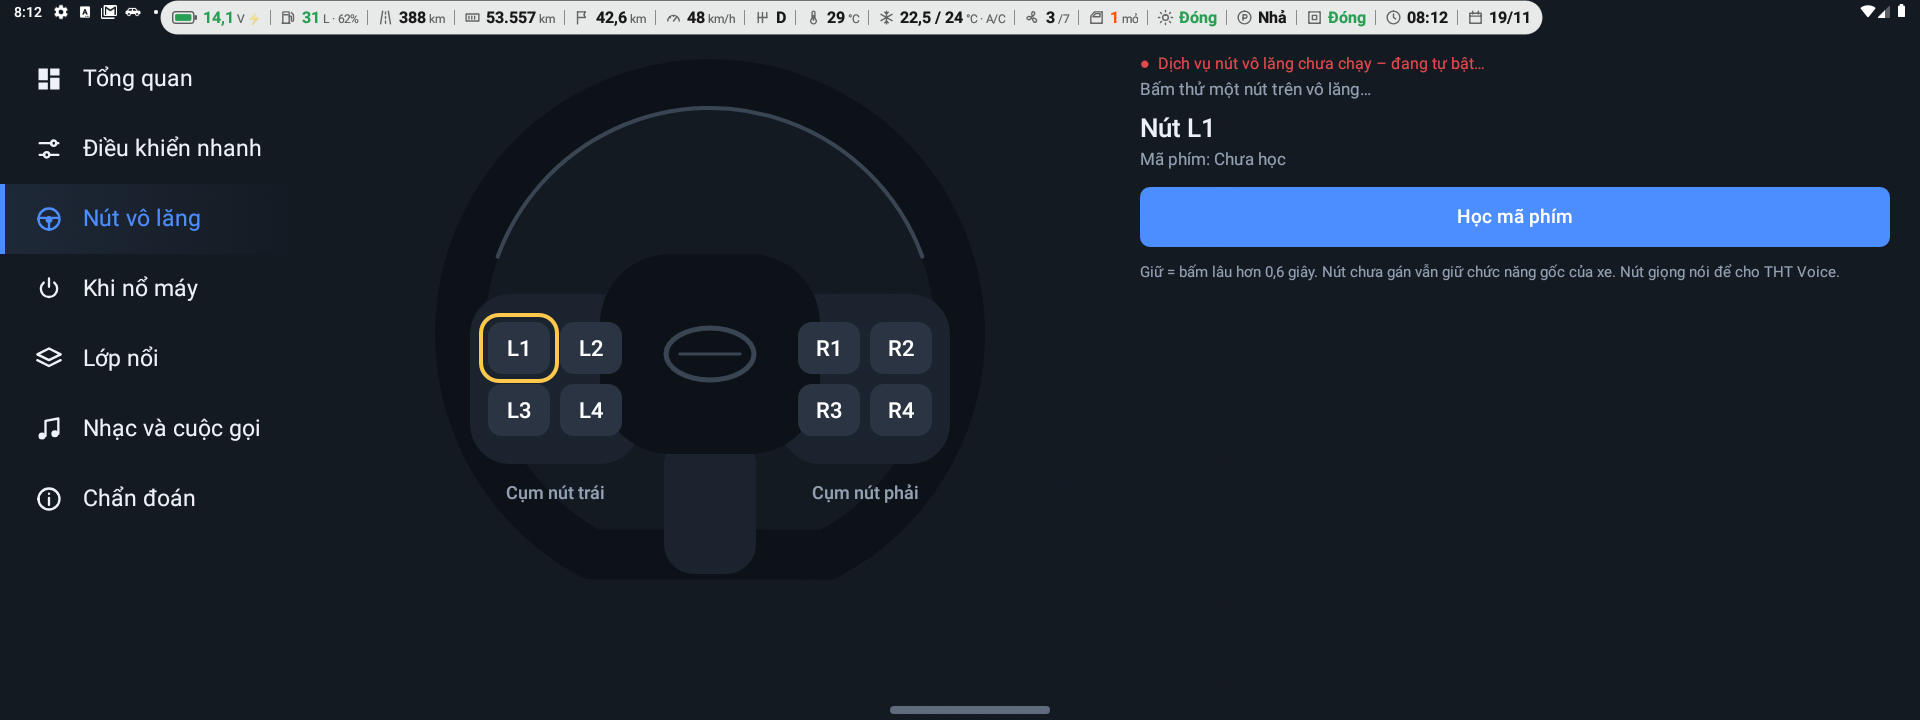 8:12
14,1 V
31 L · 62%
388 km
53.557 km
42,6 km
48 km/h
D
29 °C
22,5 / 24 °C · A/C
3 /7
1 mở
Đóng
Nhả
Đóng
08:12
19/11
Tổng quan
Điều khiển nhanh
Nút vô lăng
Khi nổ máy
Lớp nổi
Nhạc và cuộc gọi
Chẩn đoán
L1 L2
L3 L4
R1 R2
R3 R4
Cụm nút trái
Cụm nút phải
Dịch vụ nút vô lăng chưa chạy – đang tự bật...
Bấm thử một nút trên vô lăng...
Nút L1
Mã phím: Chưa học
Học mã phím
Giữ = bấm lâu hơn 0,6 giây. Nút chưa gán vẫn giữ chức năng gốc của xe. Nút giọng nói để cho THT Voice.